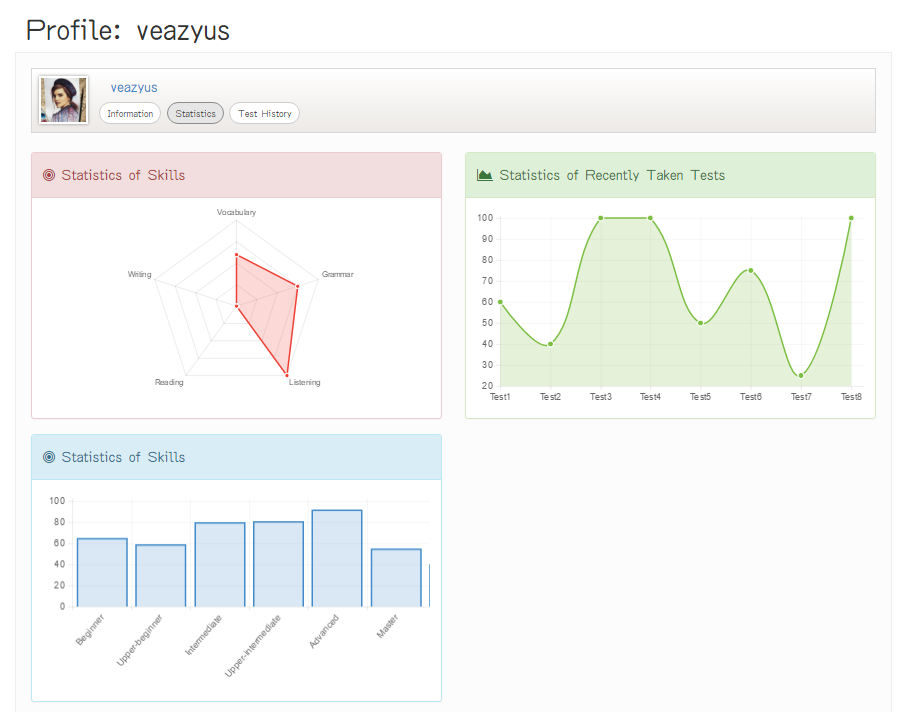 Profile: veazyus
veazyus
Information Statistics Test History
Statistics of Skills
Vocabulary
Writing Grammar
Reading Listening
Statistics of Recently Taken Tests
100
90
80
70
60
50
40
30
20
Test1 Test2 Test3 Test4 Test5 Test6 Test7 Test8
Statistics of Skills
100
80
60
40
20
0
Beginner Upper-beginner Intermediate Upper-intermediate Advanced Master